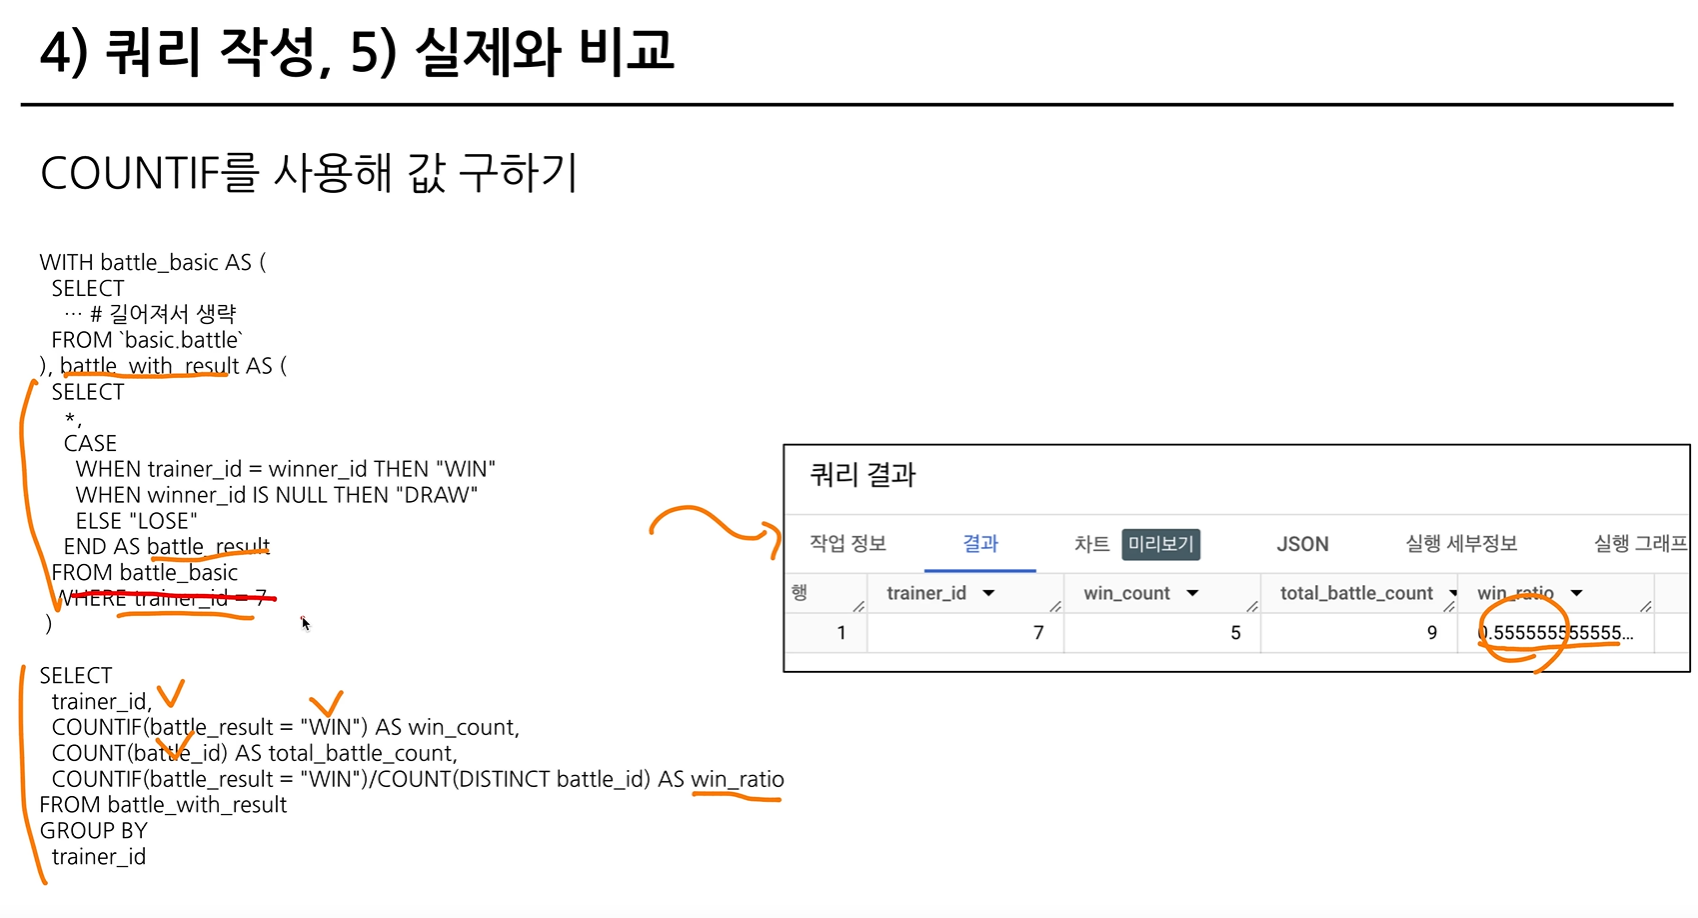 4) 쿼리 작성, 5) 실제와 비교
COUNTIF를 사용해 값 구하기
WITH battle_basic AS (
SELECT
… # 길어져서 생략
FROM `basic.battle`
), battle_with_result AS (
SELECT
*,
CASE
WHEN trainer_id = winner_id THEN "WIN"
WHEN winner_id IS NULL THEN "DRAW"
ELSE "LOSE"
END AS battle_result
FROM battle_basic
WHERE trainer_id = 7
)
SELECT
trainer_id,
COUNTIF(battle_result = "WIN") AS win_count,
COUNT(battle_id) AS total_battle_count,
COUNTIF(battle_result = "WIN")/COUNT(DISTINCT battle_id) AS win_ratio
FROM battle_with_result
GROUP BY
trainer_id
쿼리 결과
작업 정보 결과 차트 미리보기 JSON 실행 세부정보 실행 그래프
행 trainer_id win_count total_battle_count win_ratio
1 7 5 9 0.555555555555...